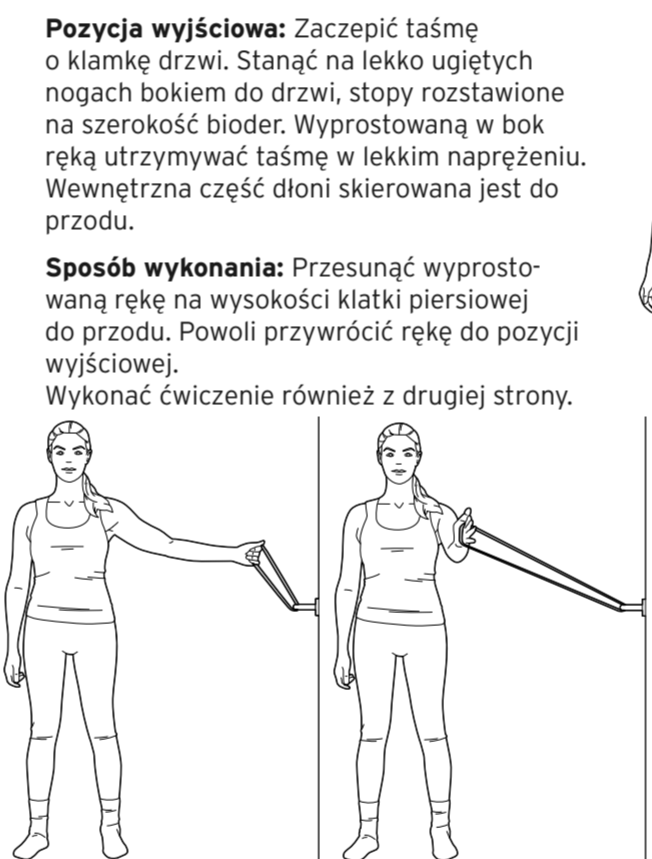 Pozycja wyjściowa: Zaczepić taśmę
o klamkę drzwi. Stanąć na lekko ugiętych
nogach bokiem do drzwi, stopy rozstawione
na szerokość bioder. Wyprostowaną w bok
ręką utrzymywać taśmę w lekkim naprężeniu.
Wewnętrzna część dłoni skierowana jest do
przodu.
Sposób wykonania: Przesunąć wyprosto-
waną rękę na wysokości klatki piersiowej
do przodu. Powoli przywrócić rękę do pozycji
wyjściowej.
Wykonać ćwiczenie również z drugiej strony.